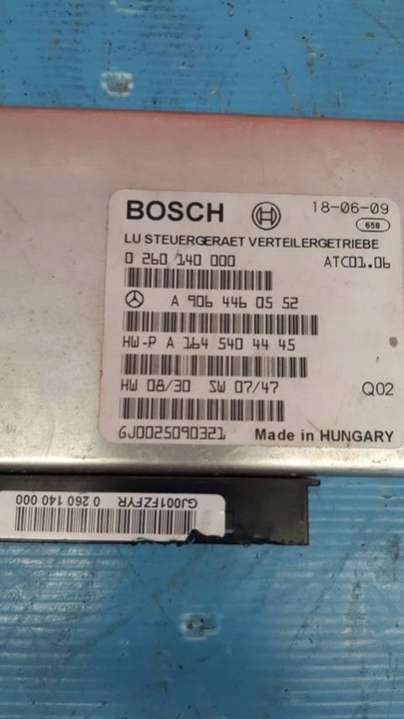 BOSCH
18-06-09
658
LU STEUERGERAET VERTEILERGETRIEBE
0 260 140 000 ATC01.06
A 906 446 05 52
HW-P A 164 540 44 45
HW 08/30 SW 07/47 Q02
GJ0025090321 Made in HUNGARY
GJ001FZFYR 0 260 140 000